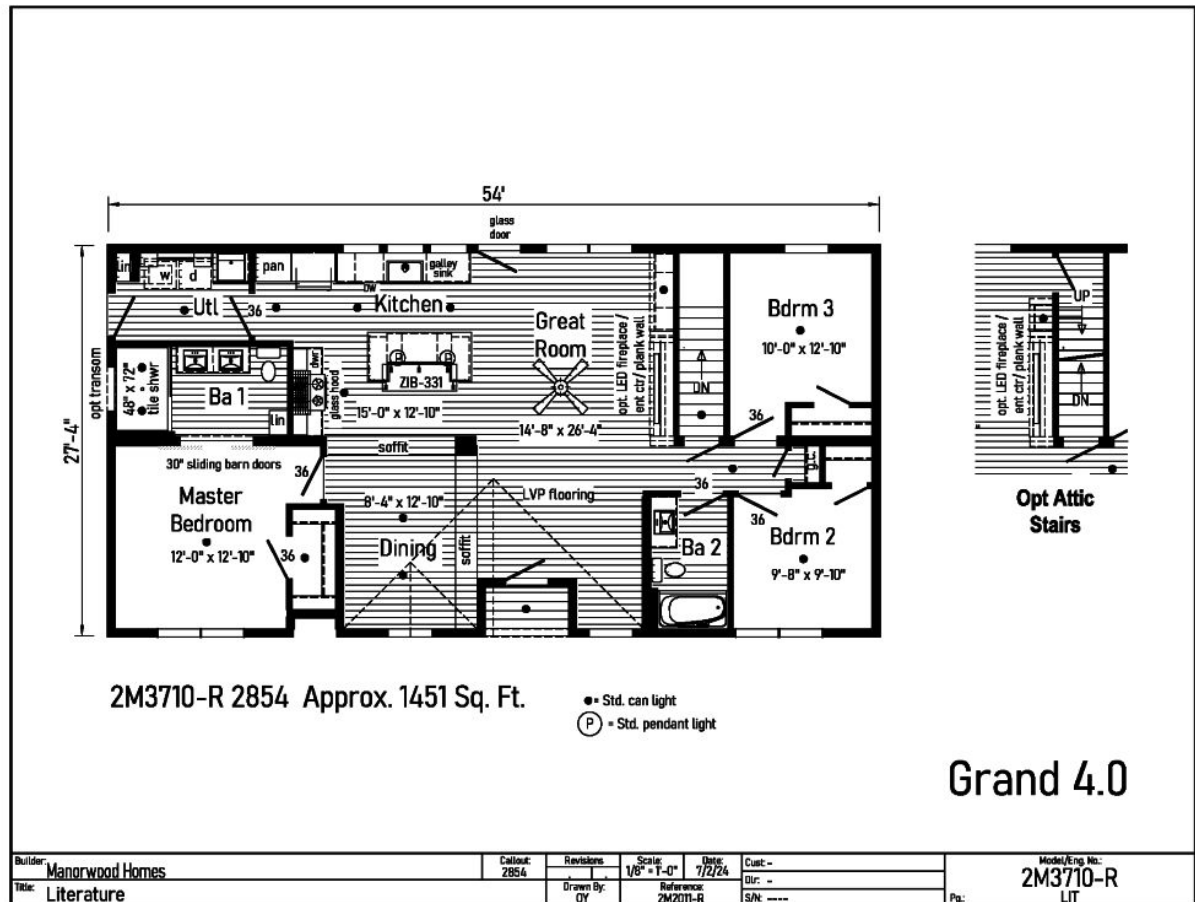 54'
glass
door
27'-4"
opt transom
lin
w
d
Utl
36
pan
DW
galley
sink
Kitchen
Great
Room
14'-8" x 26'-4"
P
P
ZIB-331
15'-0" x 12'-10"
dwr
glass hood
48" x 72"
tile shwr
Ba 1
lin
opt. LED fireplace /
ent ctr/ plank wall
DN
Bdrm 3
10'-0" x 12'-10"
36
30" sliding barn doors
36
Master
Bedroom
12'-0" x 12'-10"
36
soffit
8'-4" x 12'-10"
Dining
soffit
LVP flooring
36
Ba 2
36
Bdrm 2
9'-8" x 9'-10"
UP
opt. LED fireplace /
ent ctr/ plank wall
DN
Opt Attic
Stairs
2M3710-R 2854 Approx. 1451 Sq. Ft.
= Std. can light
P = Std. pendant light
Grand 4.0
Builder: Manorwood Homes
Callout: 2854
Revisions
Scale: 1/8" = 1'-0"
Date: 7/2/24
Cust: -
Model/Eng. No.: 2M3710-R
Title: Literature
Drawn By: OY
Reference: 2M2011-R
Dlr: -
S/N: ----
Pg.: LIT